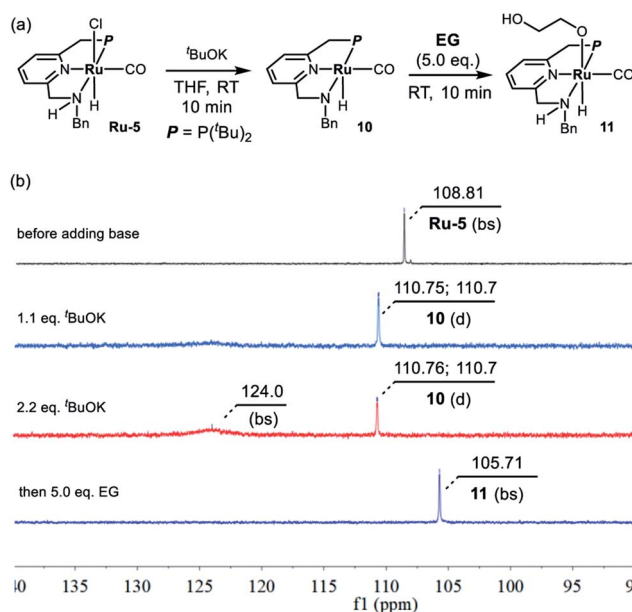 (a)
Cl
P
N
Ru
CO
N
H
H
Bn
Ru-5
ᵗBuOK
THF, RT
10 min
P = P(ᵗBu)₂
P
N
Ru
CO
N
H
Bn
10
EG
(5.0 eq.)
RT, 10 min
HO
O
P
N
Ru
CO
N
H
H
Bn
11
(b)
before adding base
108.81
Ru-5 (bs)
1.1 eq. ᵗBuOK
110.75; 110.7
10 (d)
2.2 eq. ᵗBuOK
124.0
(bs)
110.76; 110.7
10 (d)
then 5.0 eq. EG
105.71
11 (bs)
40 135 130 125 120 115 110 105 100 95 9
f1 (ppm)